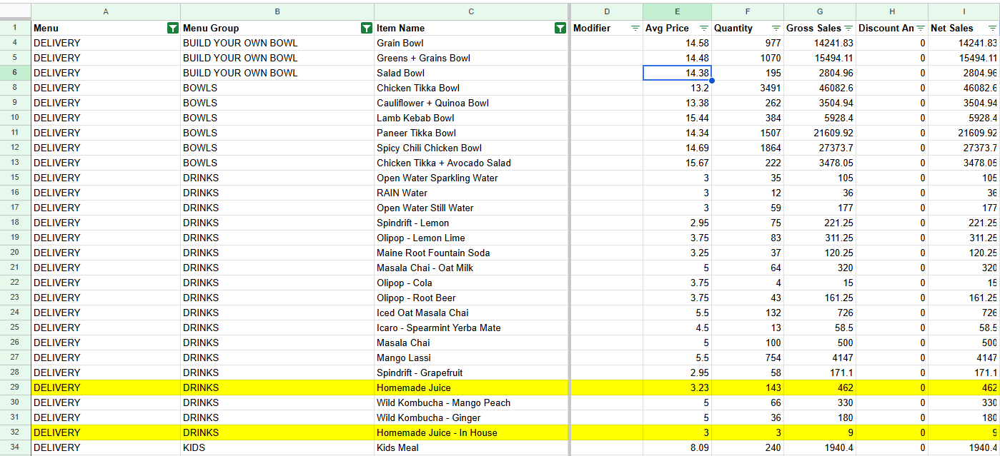 A B C D E F G H I
1 Menu Menu Group Item Name Modifier Avg Price Quantity Gross Sales Discount An Net Sales
4 DELIVERY BUILD YOUR OWN BOWL Grain Bowl 14.58 977 14241.83 0 14241.83
5 DELIVERY BUILD YOUR OWN BOWL Greens + Grains Bowl 14.48 1070 15494.11 0 15494.11
6 DELIVERY BUILD YOUR OWN BOWL Salad Bowl 14.38 195 2804.96 0 2804.96
8 DELIVERY BOWLS Chicken Tikka Bowl 13.2 3491 46082.6 0 46082.6
9 DELIVERY BOWLS Cauliflower + Quinoa Bowl 13.38 262 3504.94 0 3504.94
10 DELIVERY BOWLS Lamb Kebab Bowl 15.44 384 5928.4 0 5928.4
11 DELIVERY BOWLS Paneer Tikka Bowl 14.34 1507 21609.92 0 21609.92
12 DELIVERY BOWLS Spicy Chili Chicken Bowl 14.69 1864 27373.7 0 27373.7
13 DELIVERY BOWLS Chicken Tikka + Avocado Salad 15.67 222 3478.05 0 3478.05
15 DELIVERY DRINKS Open Water Sparkling Water 3 35 105 0 105
16 DELIVERY DRINKS RAIN Water 3 12 36 0 36
17 DELIVERY DRINKS Open Water Still Water 3 59 177 0 177
18 DELIVERY DRINKS Spindrift - Lemon 2.95 75 221.25 0 221.25
19 DELIVERY DRINKS Olipop - Lemon Lime 3.75 83 311.25 0 311.25
20 DELIVERY DRINKS Maine Root Fountain Soda 3.25 37 120.25 0 120.25
21 DELIVERY DRINKS Masala Chai - Oat Milk 5 64 320 0 320
22 DELIVERY DRINKS Olipop - Cola 3.75 4 15 0 15
23 DELIVERY DRINKS Olipop - Root Beer 3.75 43 161.25 0 161.25
24 DELIVERY DRINKS Iced Oat Masala Chai 5.5 132 726 0 726
25 DELIVERY DRINKS Icaro - Spearmint Yerba Mate 4.5 13 58.5 0 58.5
26 DELIVERY DRINKS Masala Chai 5 100 500 0 500
27 DELIVERY DRINKS Mango Lassi 5.5 754 4147 0 4147
28 DELIVERY DRINKS Spindrift - Grapefruit 2.95 58 171.1 0 171.1
29 DELIVERY DRINKS Homemade Juice 3.23 143 462 0 462
30 DELIVERY DRINKS Wild Kombucha - Mango Peach 5 66 330 0 330
31 DELIVERY DRINKS Wild Kombucha - Ginger 5 36 180 0 180
32 DELIVERY DRINKS Homemade Juice - In House 3 3 9 0 9
34 DELIVERY KIDS Kids Meal 8.09 240 1940.4 0 1940.4